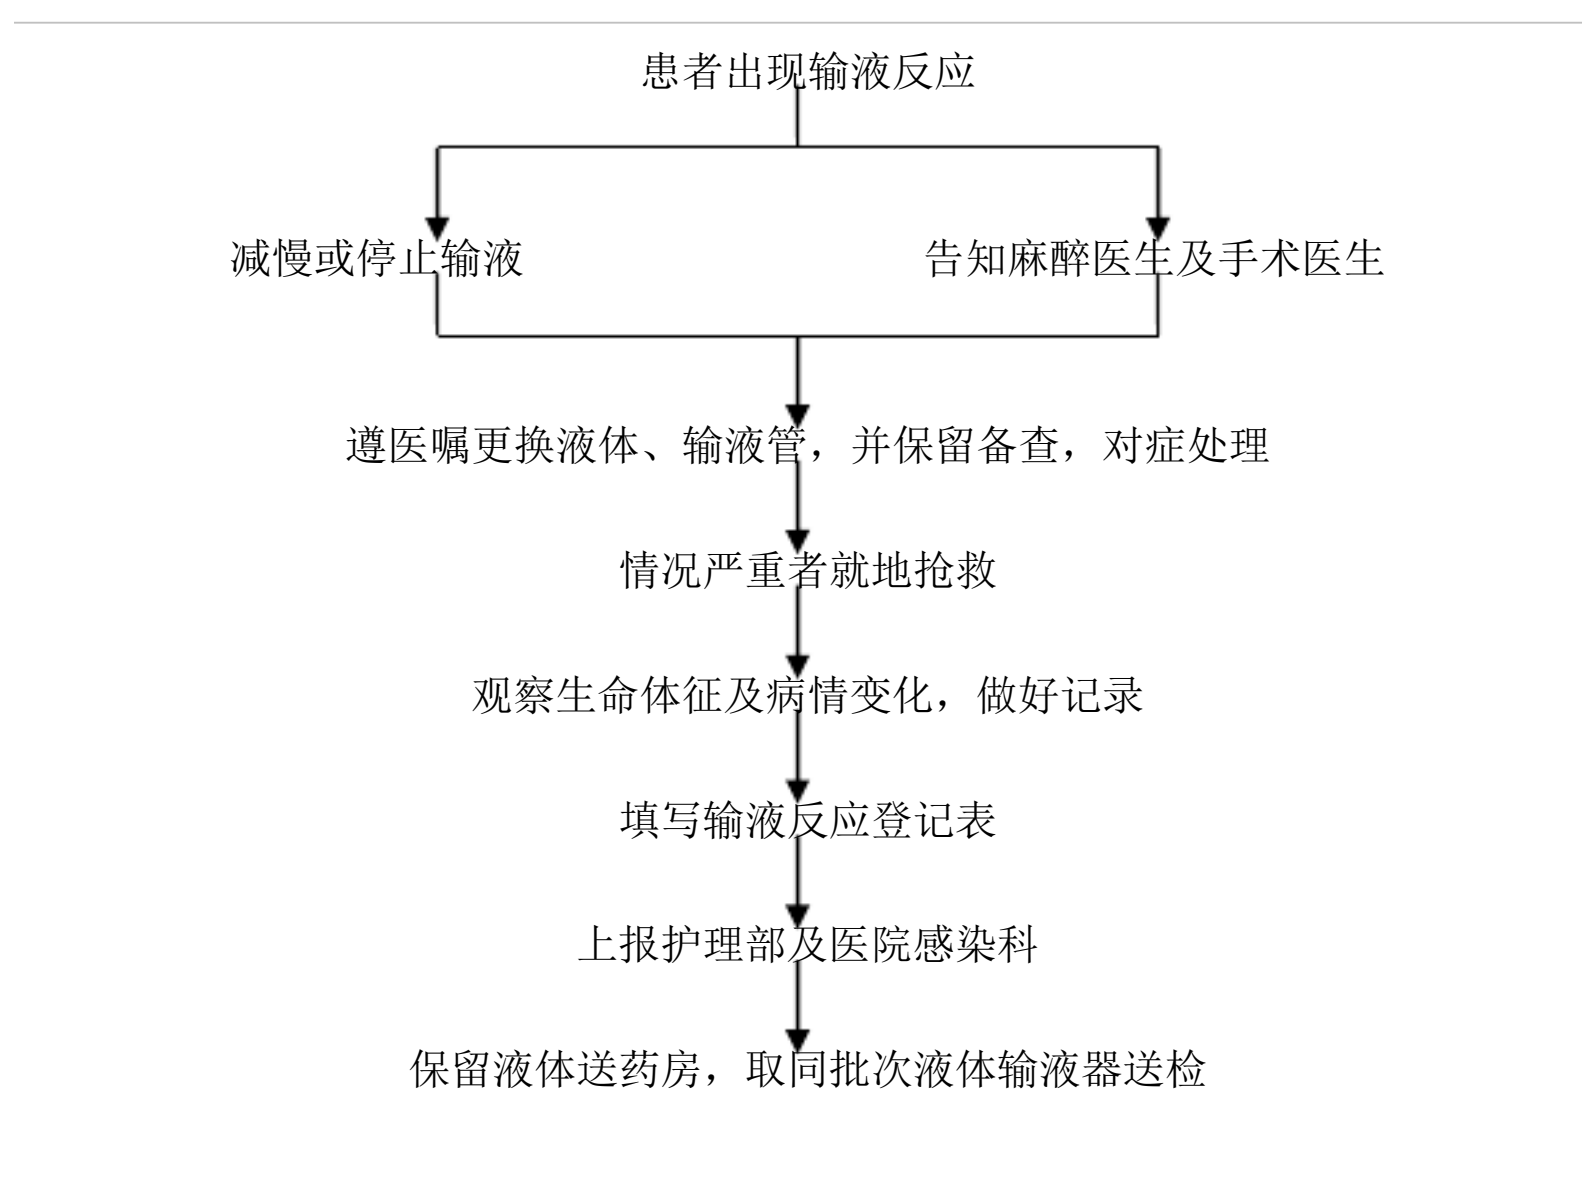 患者出现输液反应
减慢或停止输液
告知麻醉医生及手术医生
遵医嘱更换液体、输液管，并保留备查，对症处理
情况严重者就地抢救
观察生命体征及病情变化，做好记录
填写输液反应登记表
上报护理部及医院感染科
保留液体送药房，取同批次液体输液器送检